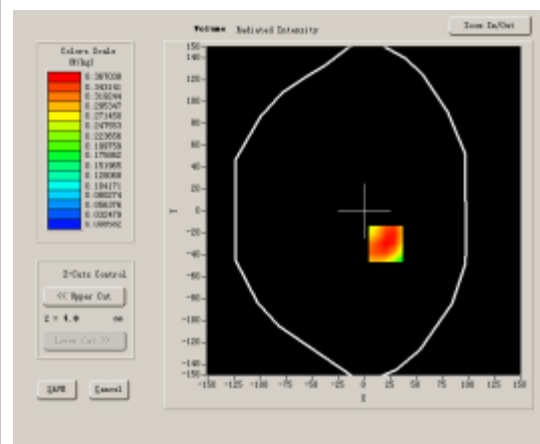 Volume Radiated Intensity
Zoom In/Out
Colors Scale
(W/kg)
0.367038
0.343141
0.319244
0.295347
0.271450
0.247553
0.223656
0.199759
0.175862
0.151965
0.128068
0.104171
0.080274
0.056376
0.032479
0.008582
Z-Cuts Control
<< Upper Cut
Z = 4.0 mm
Lower Cut >>
SAVE Cancel
150
140
120
100
80
60
40
20
0
-20
-40
-60
-80
-100
-120
-140
-150
Y
-150 -125 -100 -75 -50 -25 0 25 50 75 100 125 150
X